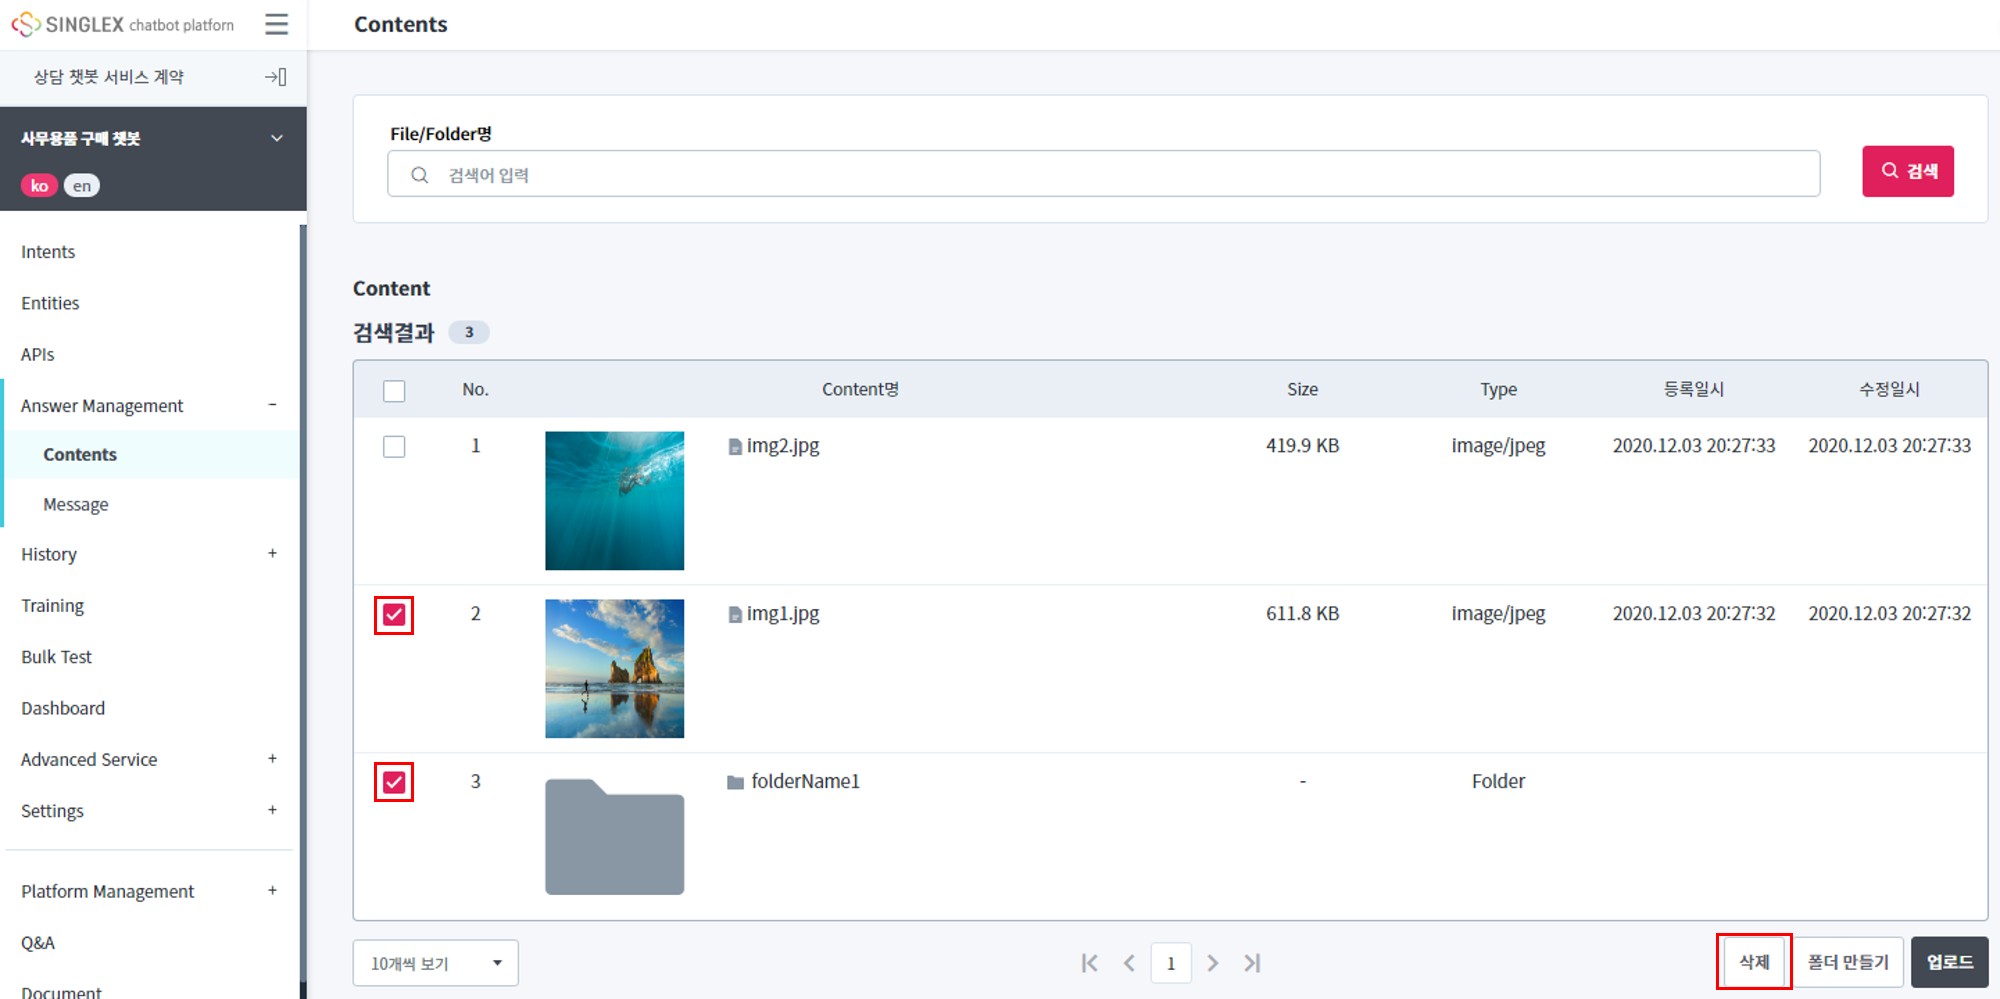 SINGLEX chatbot platform
Contents
상담 챗봇 서비스 계약
사무용품 구매 챗봇
ko en
Intents
Entities
APIs
Answer Management −
Contents
Message
History +
Training
Bulk Test
Dashboard
Advanced Service +
Settings +
Platform Management +
Q&A
Document
File/Folder명
검색어 입력
검색
Content
검색결과 3
No. Content명 Size Type 등록일시 수정일시
1 img2.jpg 419.9 KB image/jpeg 2020.12.03 20:27:33 2020.12.03 20:27:33
2 img1.jpg 611.8 KB image/jpeg 2020.12.03 20:27:32 2020.12.03 20:27:32
3 folderName1 - Folder
10개씩 보기
1
삭제 폴더 만들기 업로드